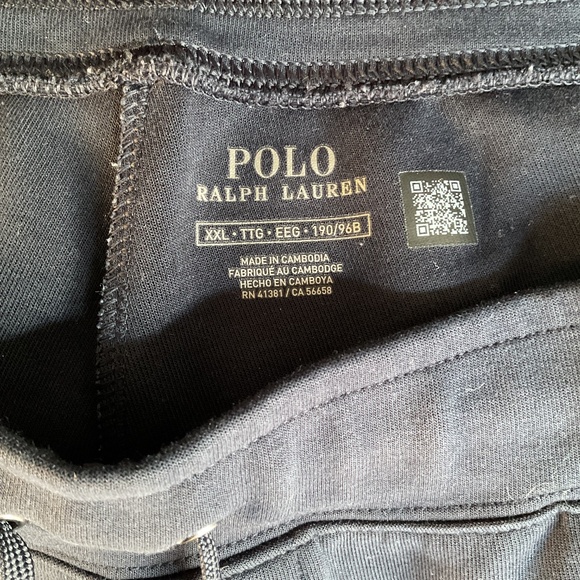 POLO
RALPH LAUREN
XXL • TTG • EEG • 190/96B
MADE IN CAMBODIA
FABRIQUÉ AU CAMBODGE
HECHO EN CAMBOYA
RN 41381 / CA 56658